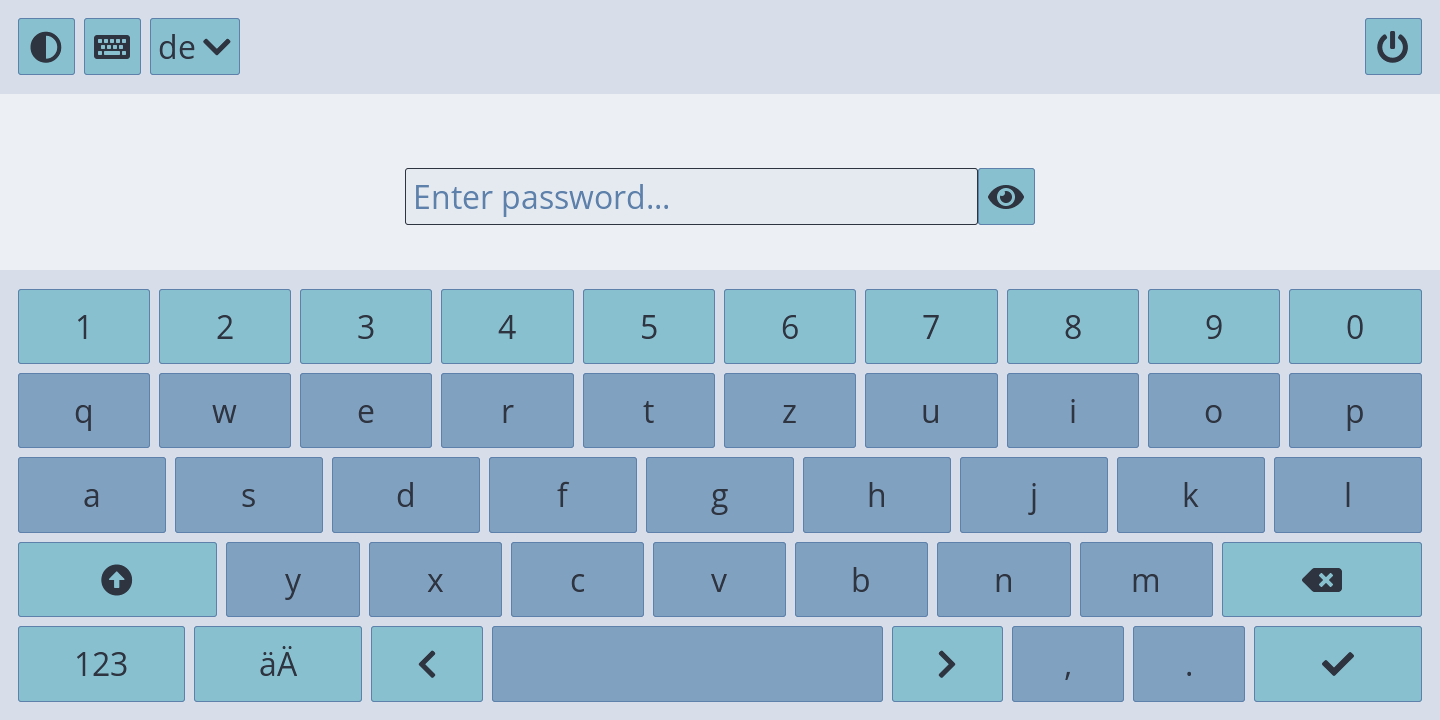 de
Enter password...
1 2 3 4 5 6 7 8 9 0
q w e r t z u i o p
a s d f g h j k l
y x c v b n m
123 äÄ , .